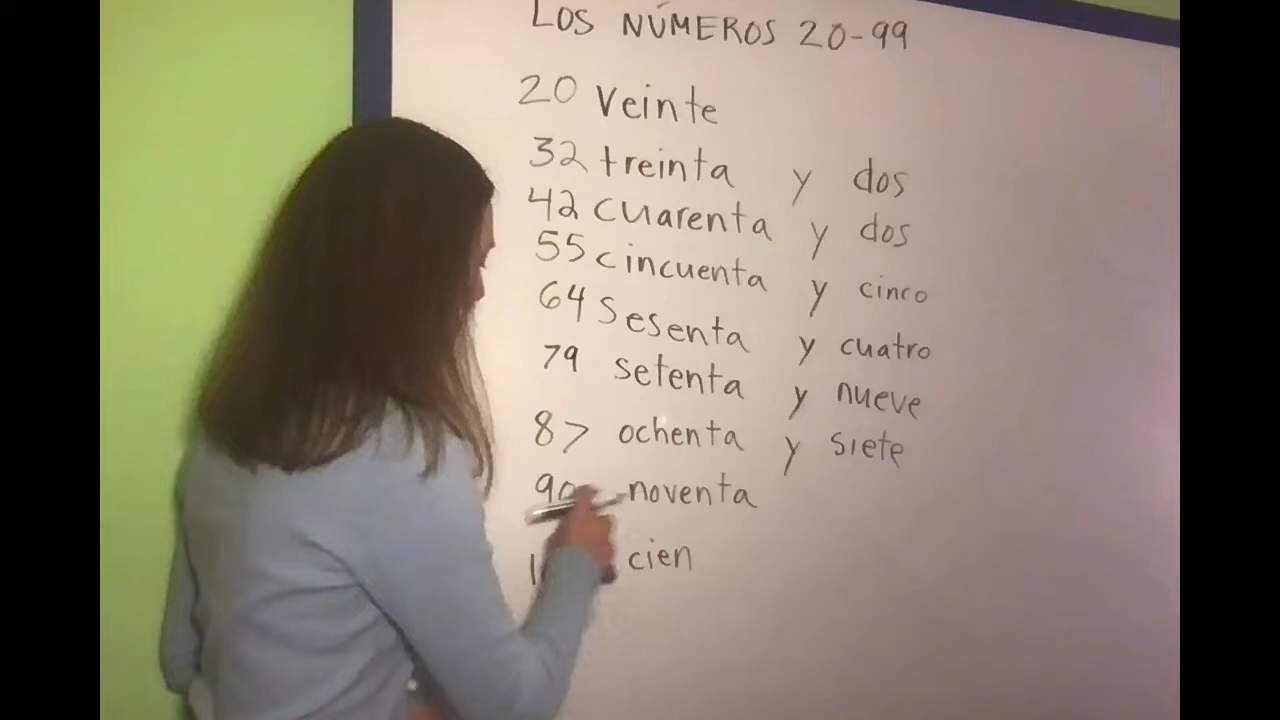 LOS NÚMEROS 20-99
20 veinte
32 treinta y dos
42 cuarenta y dos
55 cincuenta y cinco
64 sesenta y cuatro
79 setenta y nueve
87 ochenta y siete
90 noventa
cien